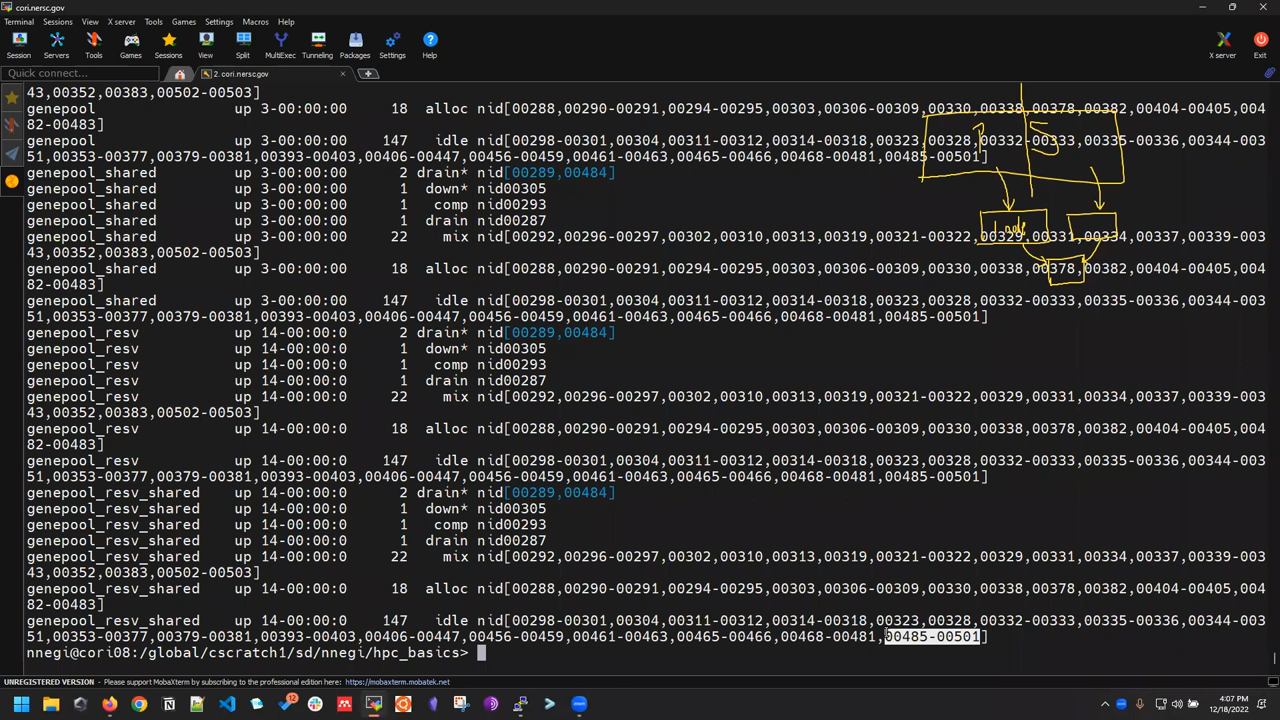 cori.nersc.gov
Terminal Sessions View X server Tools Games Settings Macros Help
Session Servers Tools Games Sessions View Split MultiExec Tunneling Packages Settings Help X server Exit
Quick connect... 2. cori.nersc.gov
43,00352,00383,00502-00503]
genepool up 3-00:00:00 18 alloc nid[00288,00290-00291,00294-00295,00303,00306-00309,00330,00338,00378,00382,00404-00405,004
82-00483]
genepool up 3-00:00:00 147 idle nid[00298-00301,00304,00311-00312,00314-00318,00323,00328,00332-00333,00335-00336,00344-003
51,00353-00377,00379-00381,00393-00403,00406-00447,00456-00459,00461-00463,00465-00466,00468-00481,00485-00501]
genepool_shared up 3-00:00:00 2 drain* nid[00289,00484]
genepool_shared up 3-00:00:00 1 down* nid00305
genepool_shared up 3-00:00:00 1 comp nid00293
genepool_shared up 3-00:00:00 1 drain nid00287
genepool_shared up 3-00:00:00 22 mix nid[00292,00296-00297,00302,00310,00313,00319,00321-00322,00329,00331,00334,00337,00339-003
43,00352,00383,00502-00503]
genepool_shared up 3-00:00:00 18 alloc nid[00288,00290-00291,00294-00295,00303,00306-00309,00330,00338,00378,00382,00404-00405,004
82-00483]
genepool_shared up 3-00:00:00 147 idle nid[00298-00301,00304,00311-00312,00314-00318,00323,00328,00332-00333,00335-00336,00344-003
51,00353-00377,00379-00381,00393-00403,00406-00447,00456-00459,00461-00463,00465-00466,00468-00481,00485-00501]
genepool_resv up 14-00:00:0 2 drain* nid[00289,00484]
genepool_resv up 14-00:00:0 1 down* nid00305
genepool_resv up 14-00:00:0 1 comp nid00293
genepool_resv up 14-00:00:0 1 drain nid00287
genepool_resv up 14-00:00:0 22 mix nid[00292,00296-00297,00302,00310,00313,00319,00321-00322,00329,00331,00334,00337,00339-003
43,00352,00383,00502-00503]
genepool_resv up 14-00:00:0 18 alloc nid[00288,00290-00291,00294-00295,00303,00306-00309,00330,00338,00378,00382,00404-00405,004
82-00483]
genepool_resv up 14-00:00:0 147 idle nid[00298-00301,00304,00311-00312,00314-00318,00323,00328,00332-00333,00335-00336,00344-003
51,00353-00377,00379-00381,00393-00403,00406-00447,00456-00459,00461-00463,00465-00466,00468-00481,00485-00501]
genepool_resv_shared up 14-00:00:0 2 drain* nid[00289,00484]
genepool_resv_shared up 14-00:00:0 1 down* nid00305
genepool_resv_shared up 14-00:00:0 1 comp nid00293
genepool_resv_shared up 14-00:00:0 1 drain nid00287
genepool_resv_shared up 14-00:00:0 22 mix nid[00292,00296-00297,00302,00310,00313,00319,00321-00322,00329,00331,00334,00337,00339-003
43,00352,00383,00502-00503]
genepool_resv_shared up 14-00:00:0 18 alloc nid[00288,00290-00291,00294-00295,00303,00306-00309,00330,00338,00378,00382,00404-00405,004
82-00483]
genepool_resv_shared up 14-00:00:0 147 idle nid[00298-00301,00304,00311-00312,00314-00318,00323,00328,00332-00333,00335-00336,00344-003
51,00353-00377,00379-00381,00393-00403,00406-00447,00456-00459,00461-00463,00465-00466,00468-00481,00485-00501]
nnegi@cori08:/global/cscratch1/sd/nnegi/hpc_basics>
UNREGISTERED VERSION - Please support MobaXterm by subscribing to the professional edition here: https://mobaxterm.mobatek.net
12
4:07 PM
12/18/2022